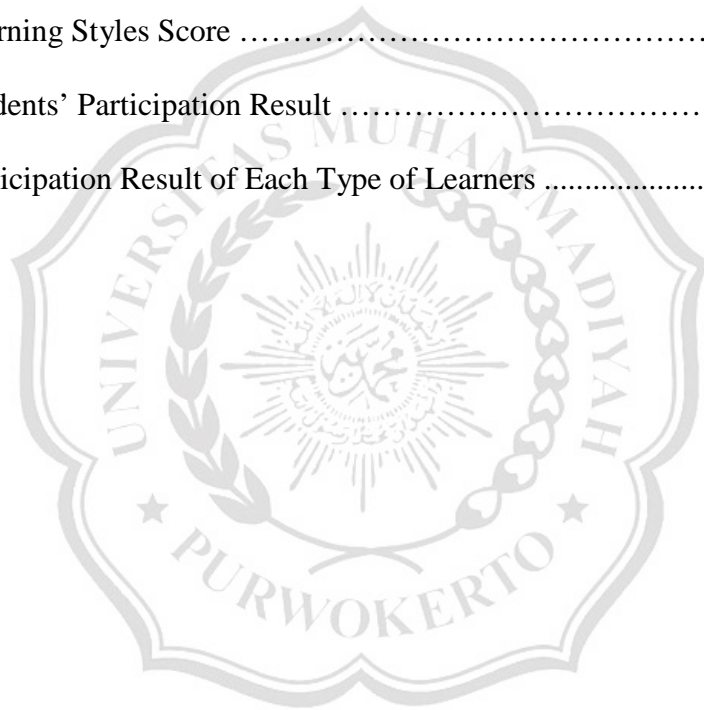 rning Styles Score ………………………………………
dents’ Participation Result ……………………………
icipation Result of Each Type of Learners ....................
UNIVERSITAS MUHAMMADIYAH
PURWOKERTO